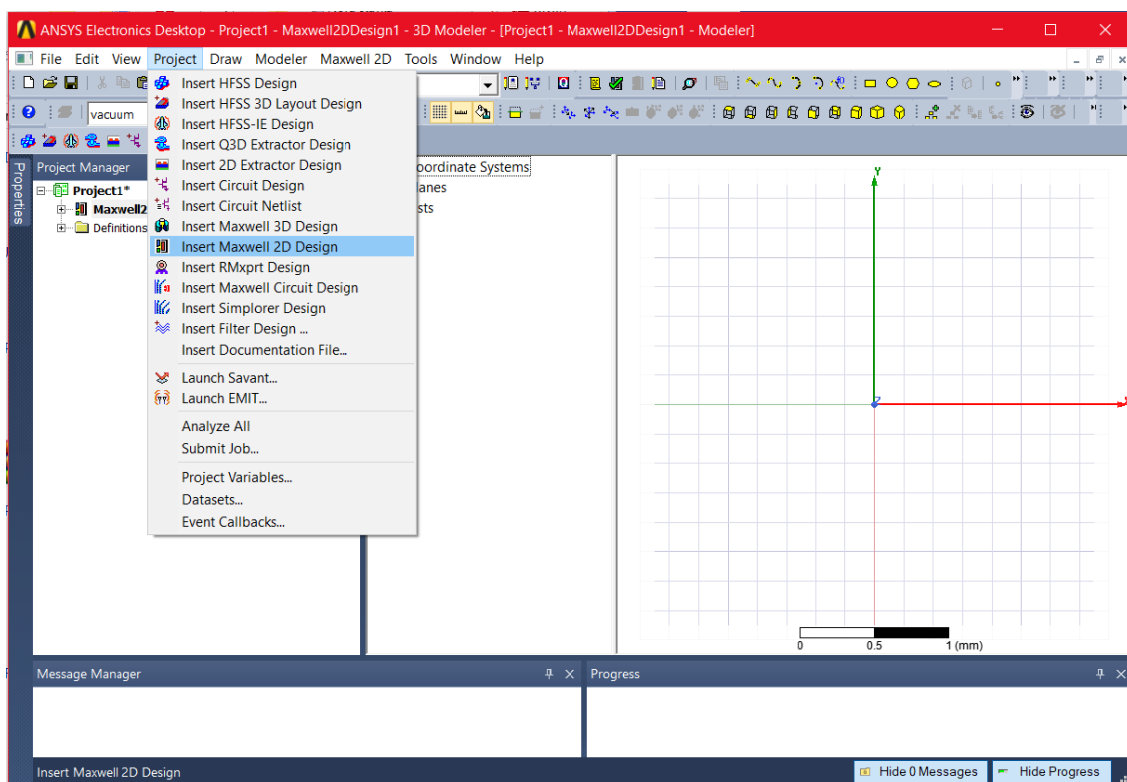 ANSYS Electronics Desktop - Project1 - Maxwell2DDesign1 - 3D Modeler - [Project1 - Maxwell2DDesign1 - Modeler]
File Edit View Project Draw Modeler Maxwell 2D Tools Window Help
vacuum
Project Manager
Properties
Project1*
Maxwell2
Definitions
Insert HFSS Design
Insert HFSS 3D Layout Design
Insert HFSS-IE Design
Insert Q3D Extractor Design
Insert 2D Extractor Design
Insert Circuit Design
Insert Circuit Netlist
Insert Maxwell 3D Design
Insert Maxwell 2D Design
Insert RMxprt Design
Insert Maxwell Circuit Design
Insert Simplorer Design
Insert Filter Design ...
Insert Documentation File...
Launch Savant...
Launch EMIT...
Analyze All
Submit Job...
Project Variables...
Datasets...
Event Callbacks...
oordinate Systems
anes
sts
Y
X
Z
0 0.5 1 (mm)
Message Manager
Progress
Insert Maxwell 2D Design
Hide 0 Messages
Hide Progress